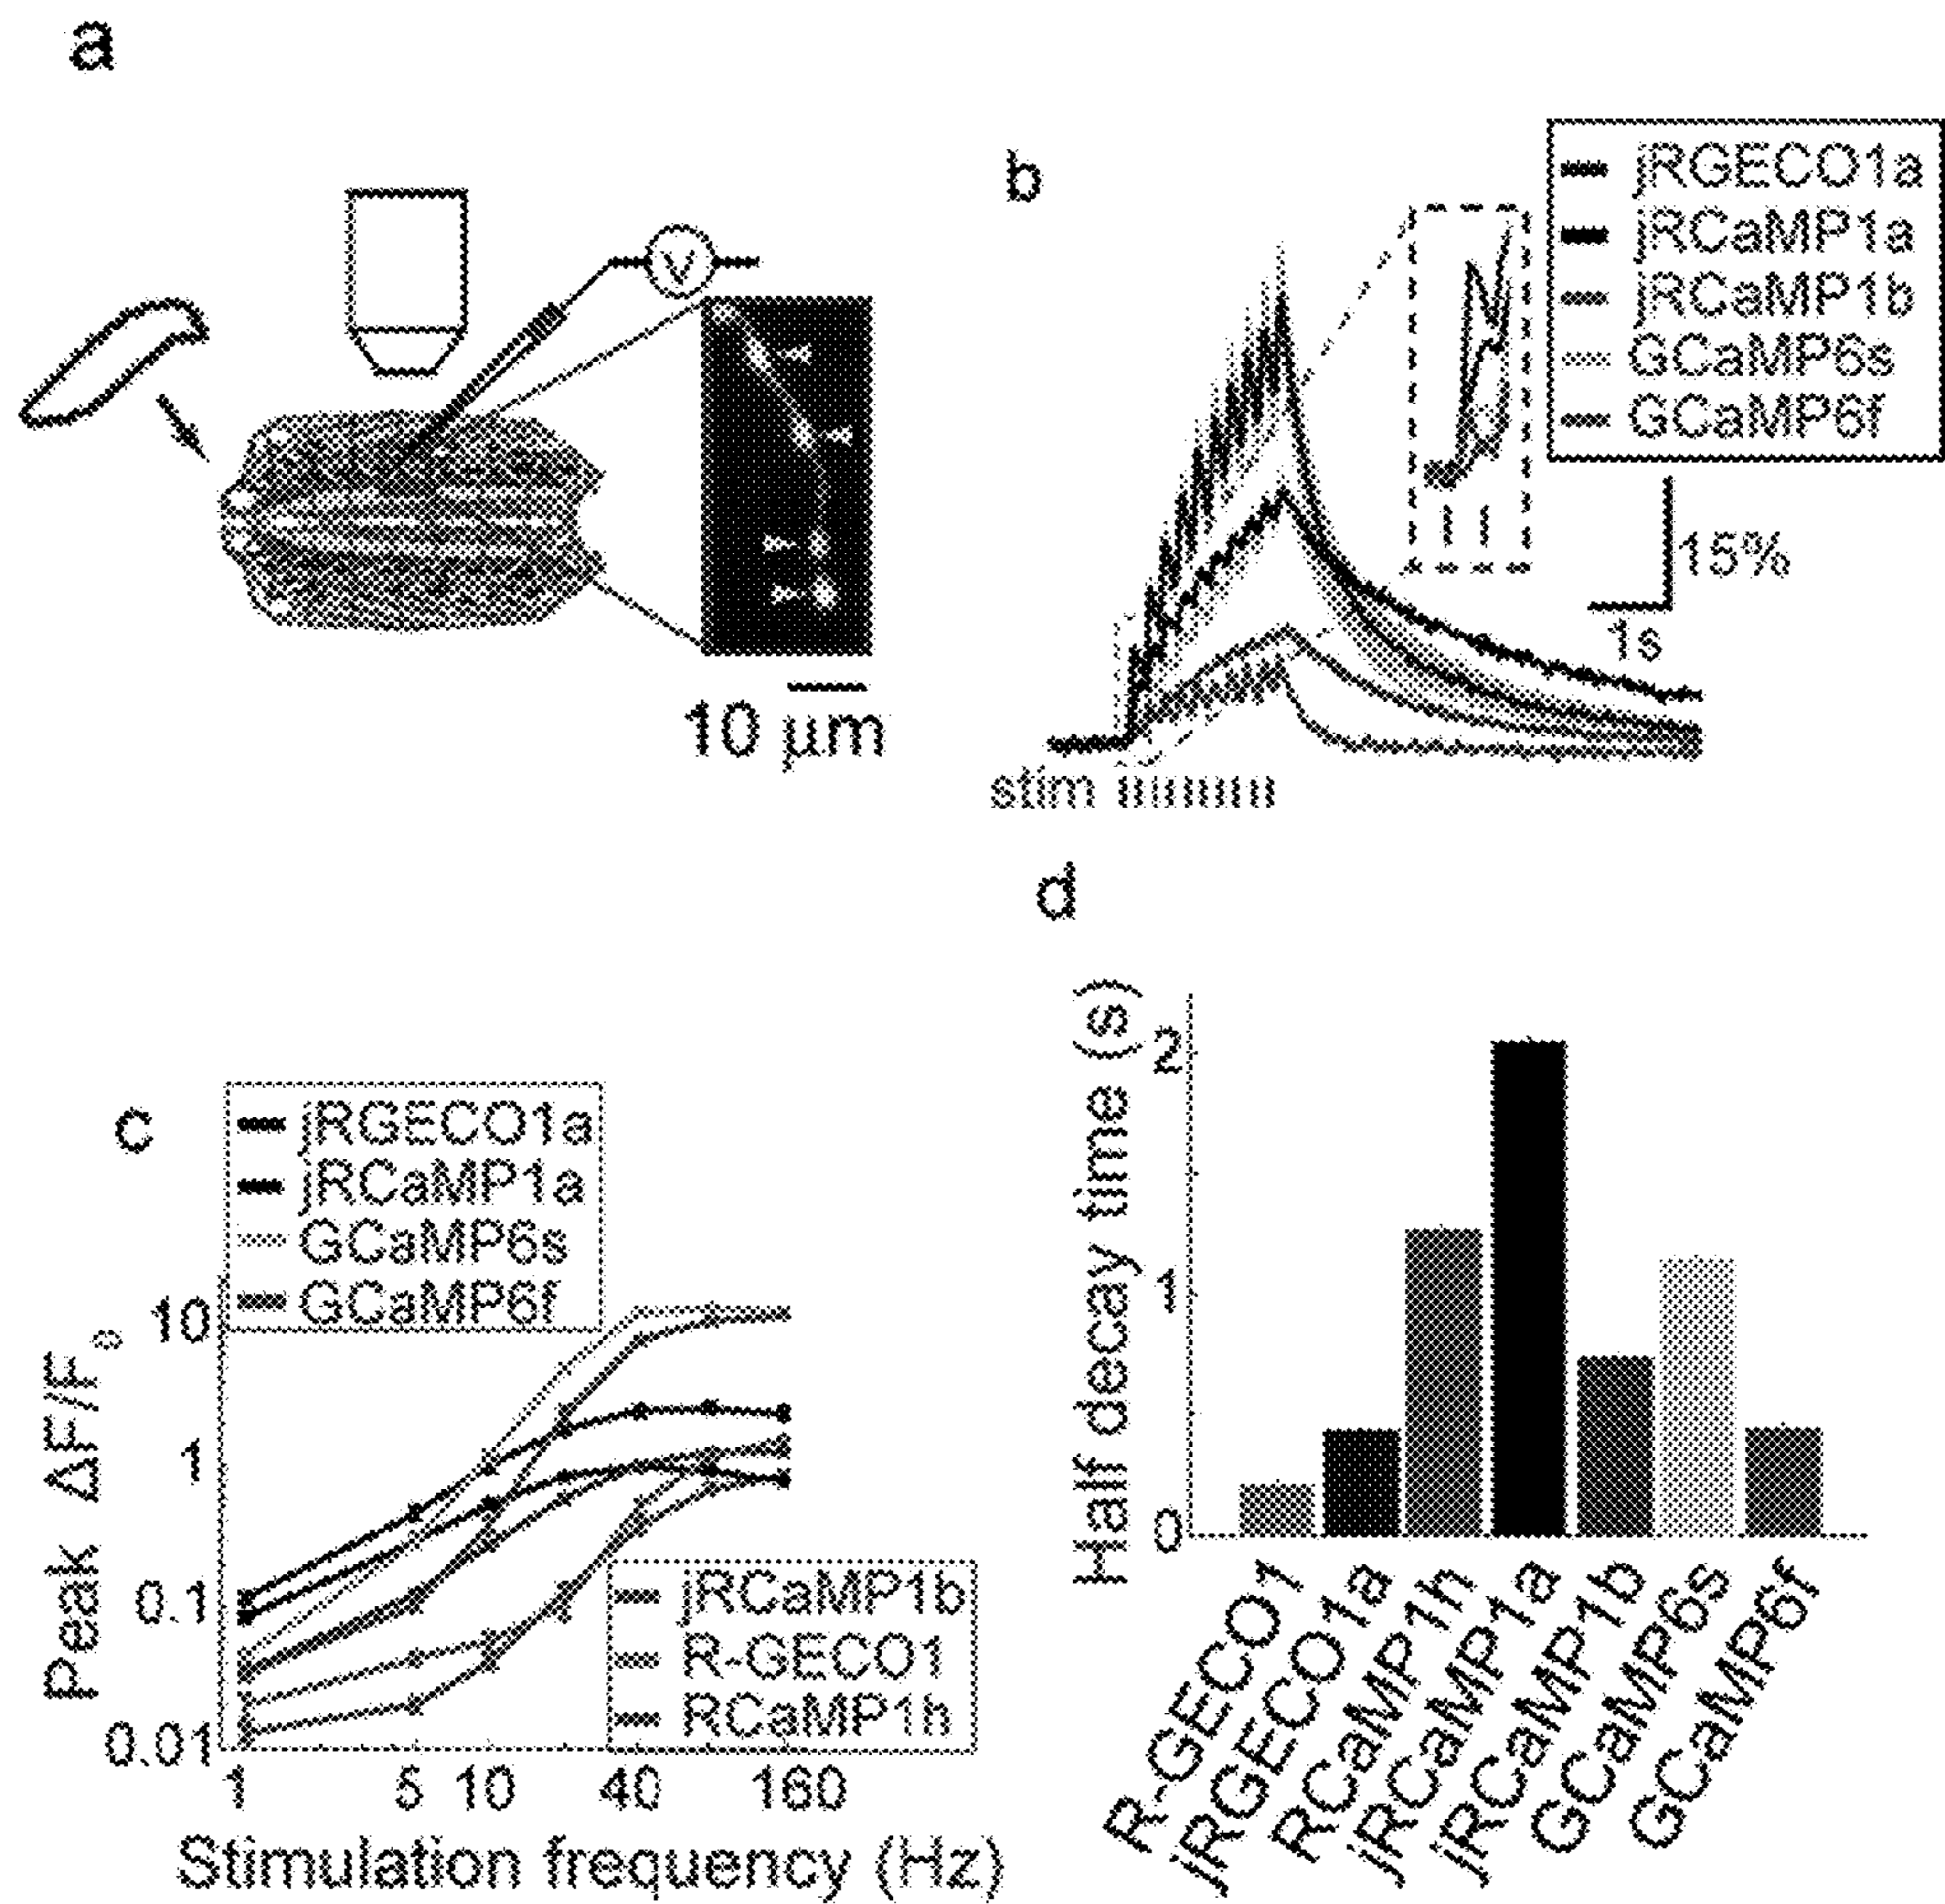 a
V
10 µm
b
jRGECO1a
jRCaMP1a
jRCaMP1b
GCaMP6s
GCaMP6f
15%
1s
stim
c
jRGECO1a
jRCaMP1a
GCaMP6s
GCaMP6f
Peak ΔF/F0
10
1
0.1
0.01
jRCaMP1b
R-GECO1
RCaMP1h
1 5 10 40 160
Stimulation frequency (Hz)
d
Half decay time (s)
2
1
0
R-GECO1
jRGECO1a
RCaMP1h
jRCaMP1a
jRCaMP1b
GCaMP6s
GCaMP6f